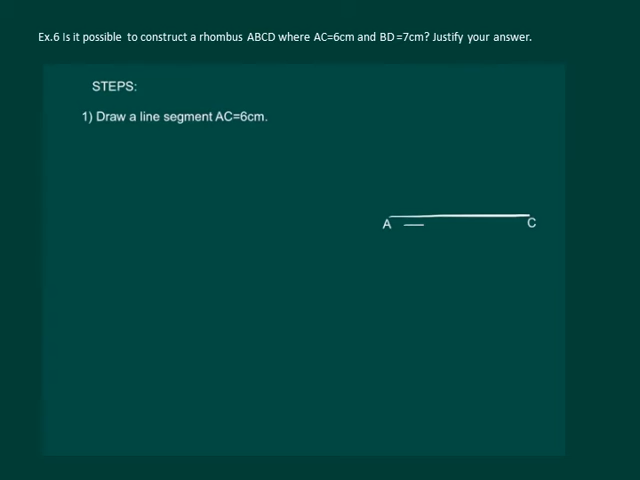 Ex.6 Is it possible to construct a rhombus ABCD where AC=6cm and BD =7cm? Justify your answer.
STEPS:
1) Draw a line segment AC=6cm.
A C